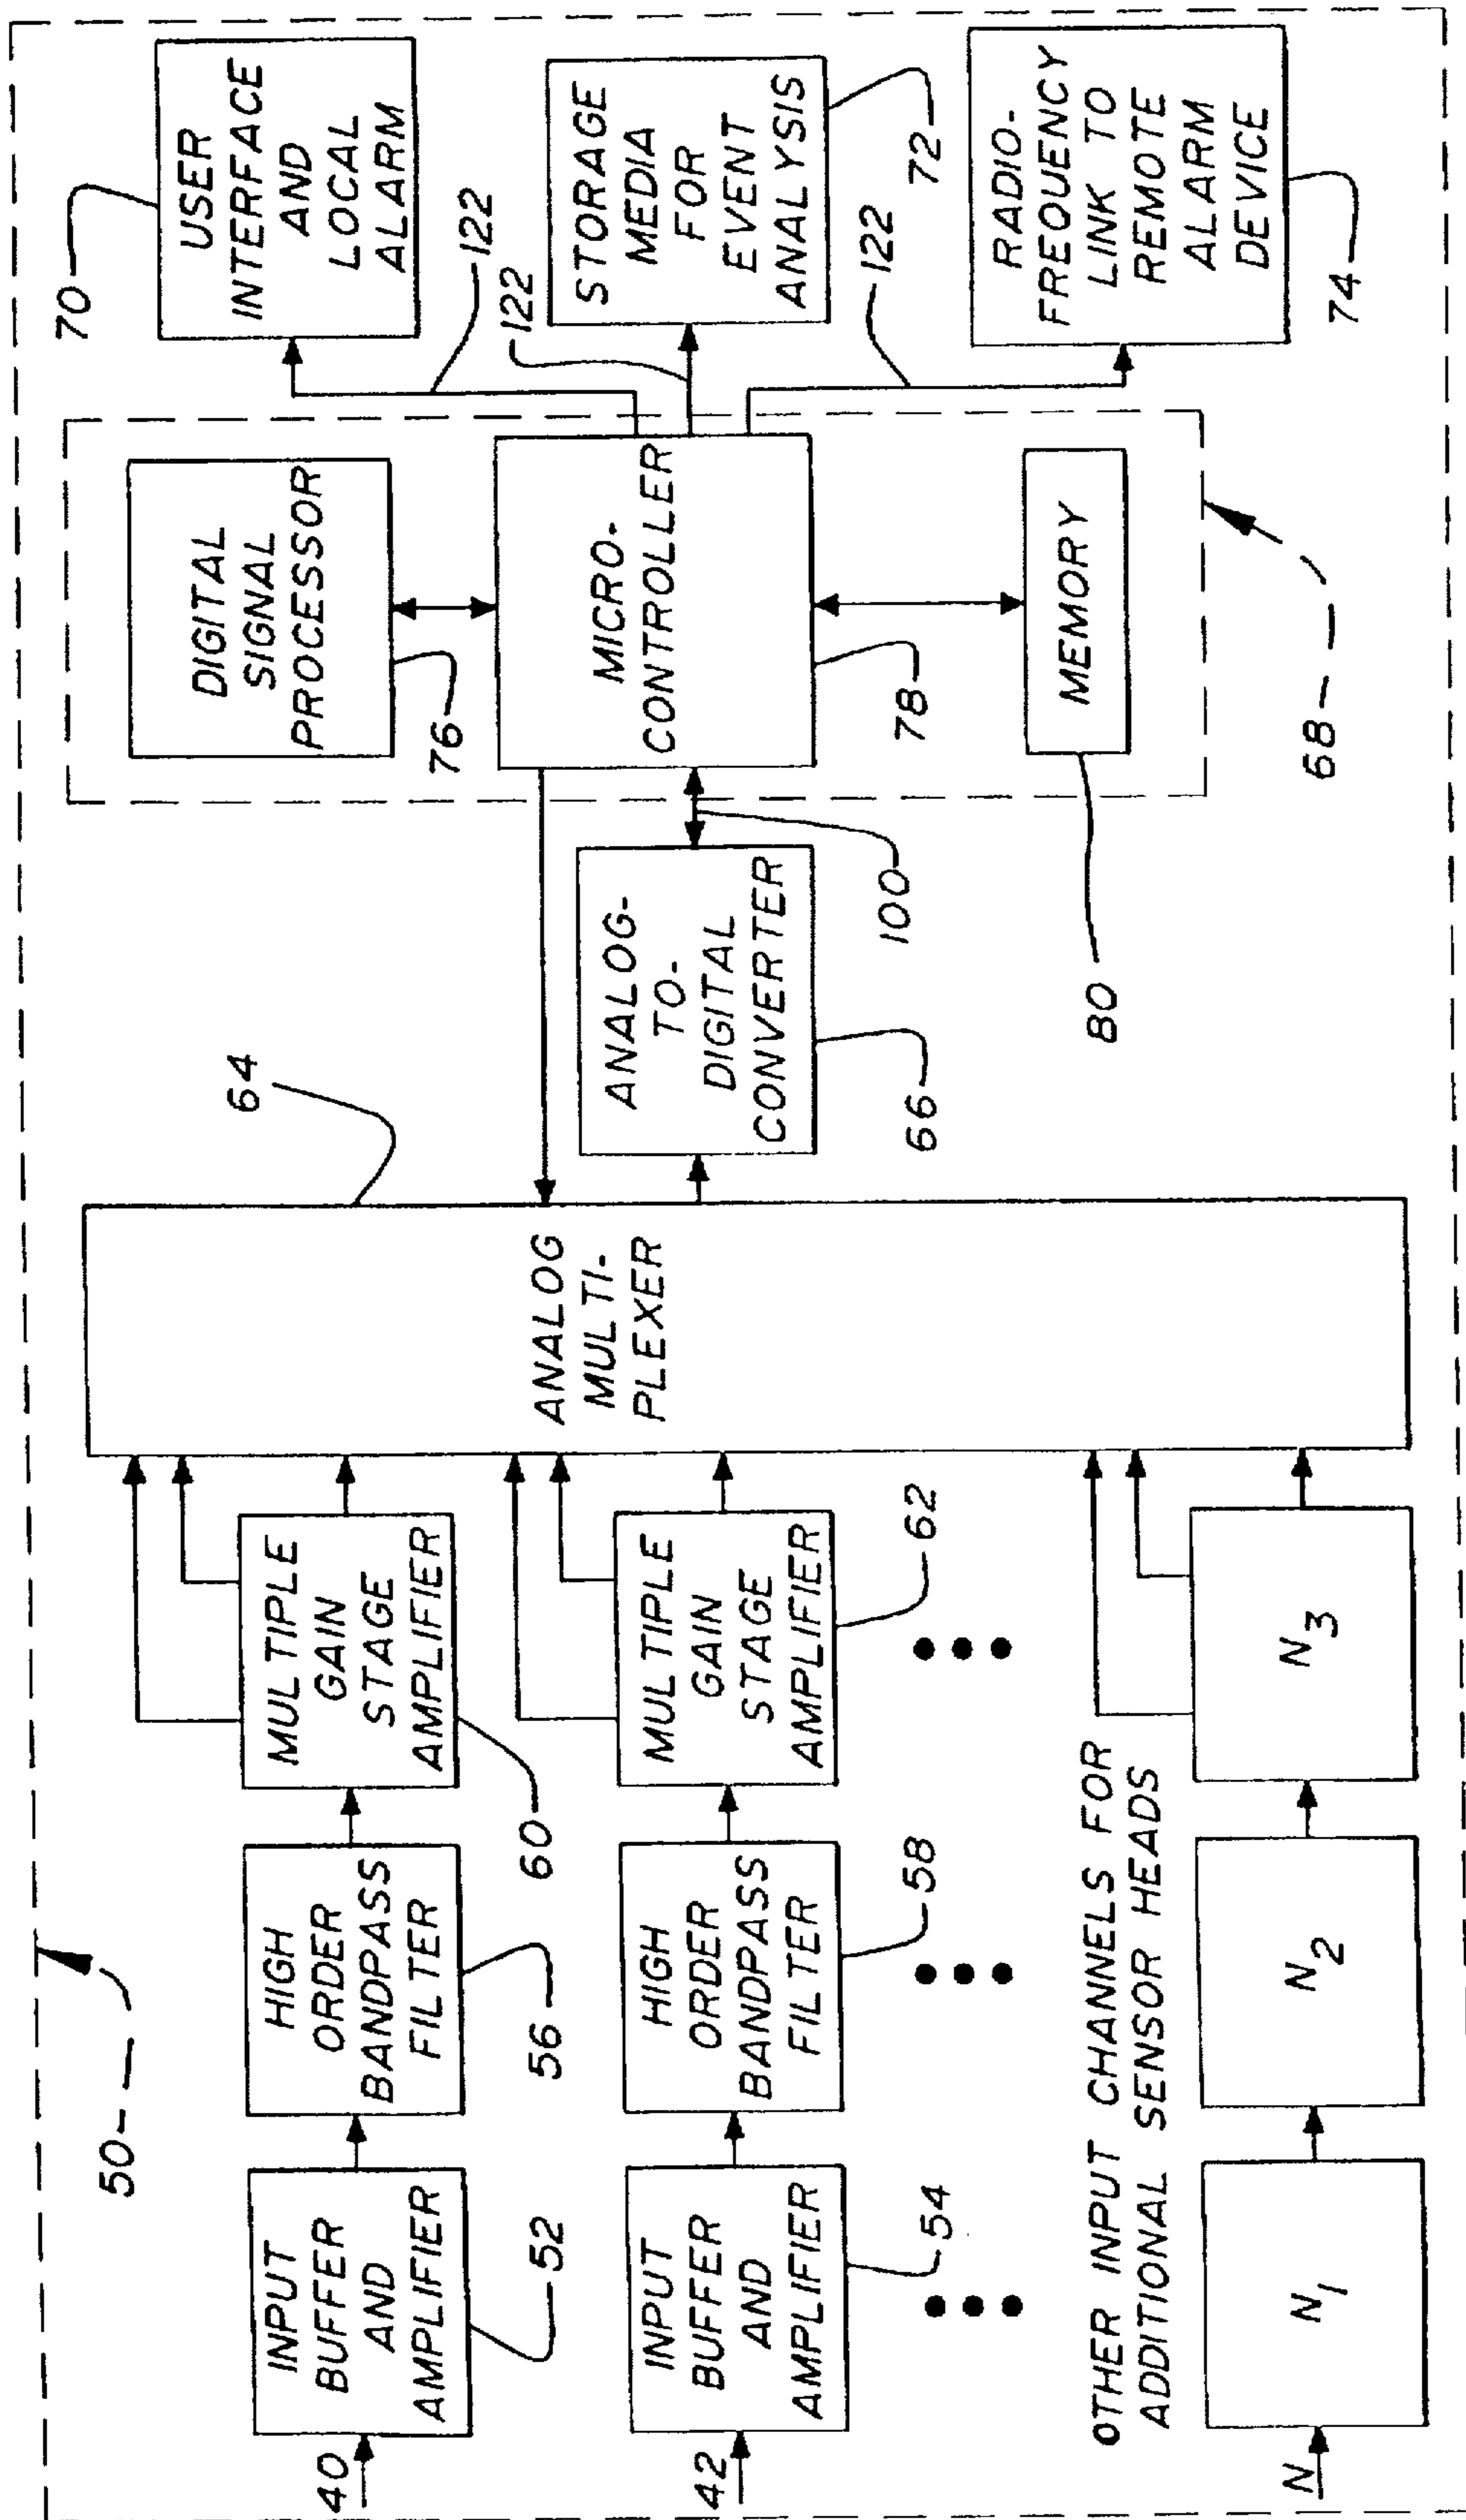 50
40
INPUT
BUFFER
AND
AMPLIFIER
52
HIGH
ORDER
BANDPASS
FILTER
56
MULTIPLE
GAIN
STAGE
AMPLIFIER
60
42
INPUT
BUFFER
AND
AMPLIFIER
54
HIGH
ORDER
BANDPASS
FILTER
58
MULTIPLE
GAIN
STAGE
AMPLIFIER
62
OTHER INPUT CHANNELS FOR
ADDITIONAL SENSOR HEADS
N
N1
N2
N3
ANALOG
MULTI-
PLEXER
64
ANALOG-
TO-
DIGITAL
CONVERTER
66
100
DIGITAL
SIGNAL
PROCESSOR
76
MICRO-
CONTROLLER
78
MEMORY
80
68
70
USER
INTERFACE
AND
LOCAL
ALARM
122
122
STORAGE
MEDIA
FOR
EVENT
ANALYSIS
72
122
RADIO-
FREQUENCY
LINK TO
REMOTE
ALARM
DEVICE
74